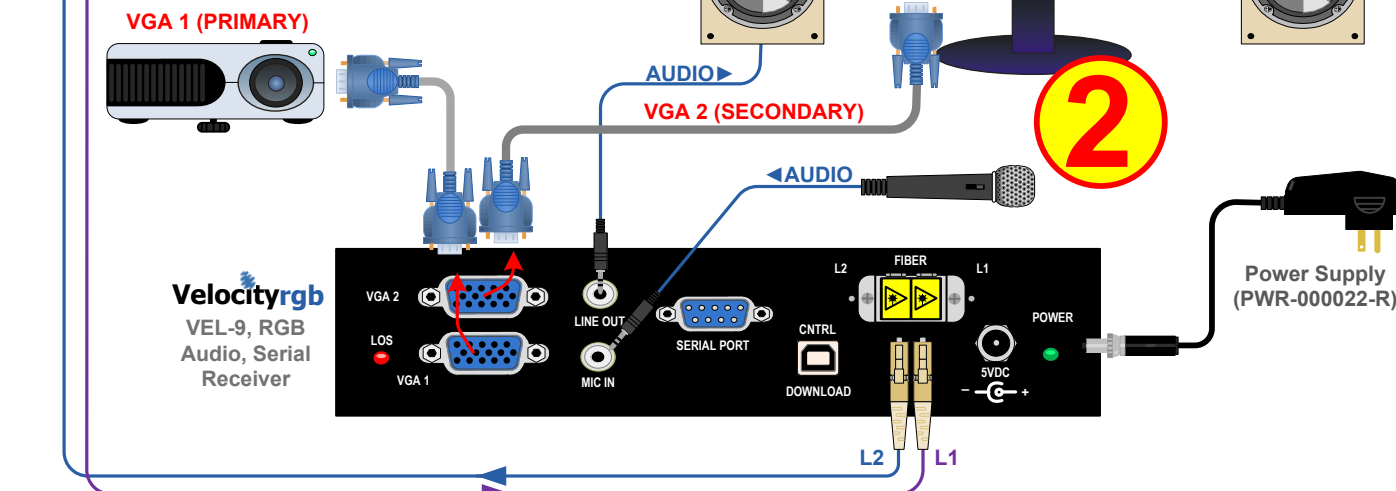 VGA 1 (PRIMARY)
AUDIO►
VGA 2 (SECONDARY)
2
◄AUDIO
Velocityrgb
VEL-9, RGB
Audio, Serial
Receiver
VGA 2
LOS
VGA 1
LINE OUT
MIC IN
SERIAL PORT
CNTRL
DOWNLOAD
L2
FIBER
L1
5VDC
− +
POWER
Power Supply
(PWR-000022-R)
L2
L1